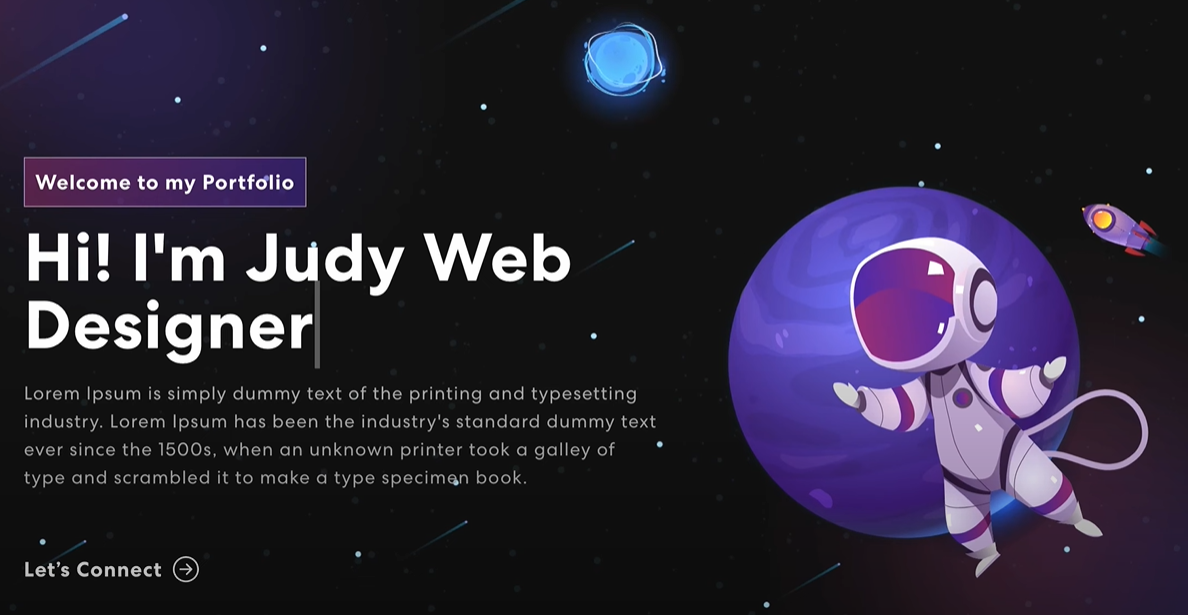 Welcome to my Portfolio
Hi! I'm Judy Web
Designer
Lorem Ipsum is simply dummy text of the printing and typesetting
industry. Lorem Ipsum has been the industry's standard dummy text
ever since the 1500s, when an unknown printer took a galley of
type and scrambled it to make a type specimen book.
Let’s Connect